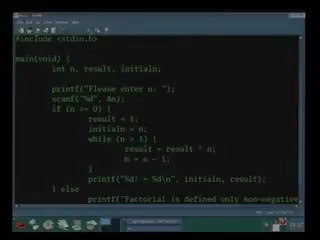 #include <stdio.h>
main(void) {
int n, result, initialn;
printf("Please enter n: ");
scanf("%d", &n);
if (n >= 0) {
result = 1;
initialn = n;
while (n > 1) {
result = result * n;
n = n - 1;
}
printf("%d! = %d\n", initialn, result);
} else
printf("Factorial is defined only non-negative